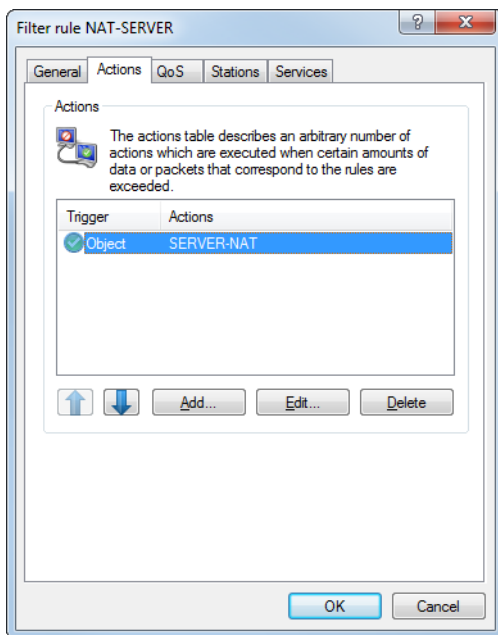 Filter rule NAT-SERVER
?
General Actions QoS Stations Services
Actions
The actions table describes an arbitrary number of
actions which are executed when certain amounts of
data or packets that correspond to the rules are
exceeded.
Trigger Actions
Object SERVER-NAT
Add... Edit... Delete
OK Cancel